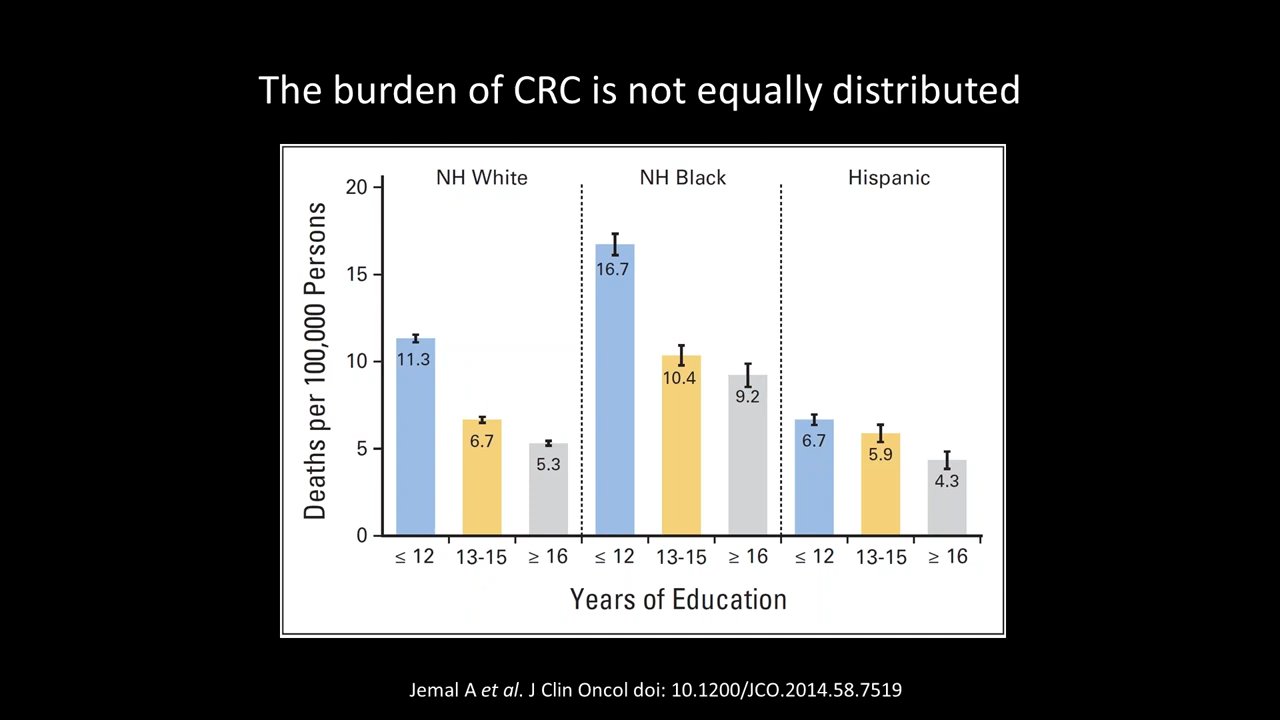 The burden of CRC is not equally distributed
NH White
NH Black
Hispanic
Deaths per 100,000 Persons
20
15
10
5
0
11.3
6.7
5.3
16.7
10.4
9.2
6.7
5.9
4.3
≤ 12 13-15 ≥ 16 ≤ 12 13-15 ≥ 16 ≤ 12 13-15 ≥ 16
Years of Education
Jemal A et al. J Clin Oncol doi: 10.1200/JCO.2014.58.7519